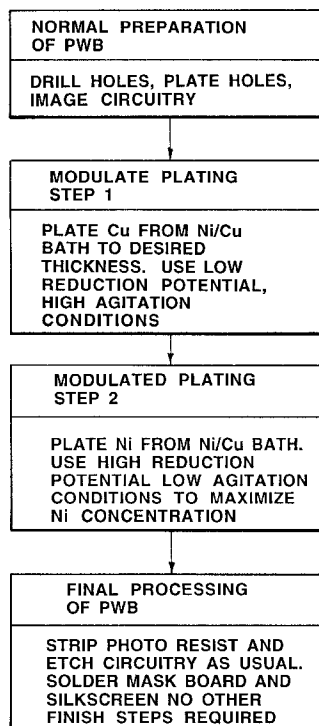 NORMAL PREPARATION
OF PWB
DRILL HOLES, PLATE HOLES,
IMAGE CIRCUITRY
MODULATE PLATING
STEP 1
PLATE Cu FROM Ni/Cu
BATH TO DESIRED
THICKNESS. USE LOW
REDUCTION POTENTIAL,
HIGH AGITATION
CONDITIONS
MODULATED PLATING
STEP 2
PLATE Ni FROM Ni/Cu BATH.
USE HIGH REDUCTION
POTENTIAL LOW AGITATION
CONDITIONS TO MAXIMIZE
Ni CONCENTRATION
FINAL PROCESSING
OF PWB
STRIP PHOTO RESIST AND
ETCH CIRCUITRY AS USUAL.
SOLDER MASK BOARD AND
SILKSCREEN NO OTHER
FINISH STEPS REQUIRED